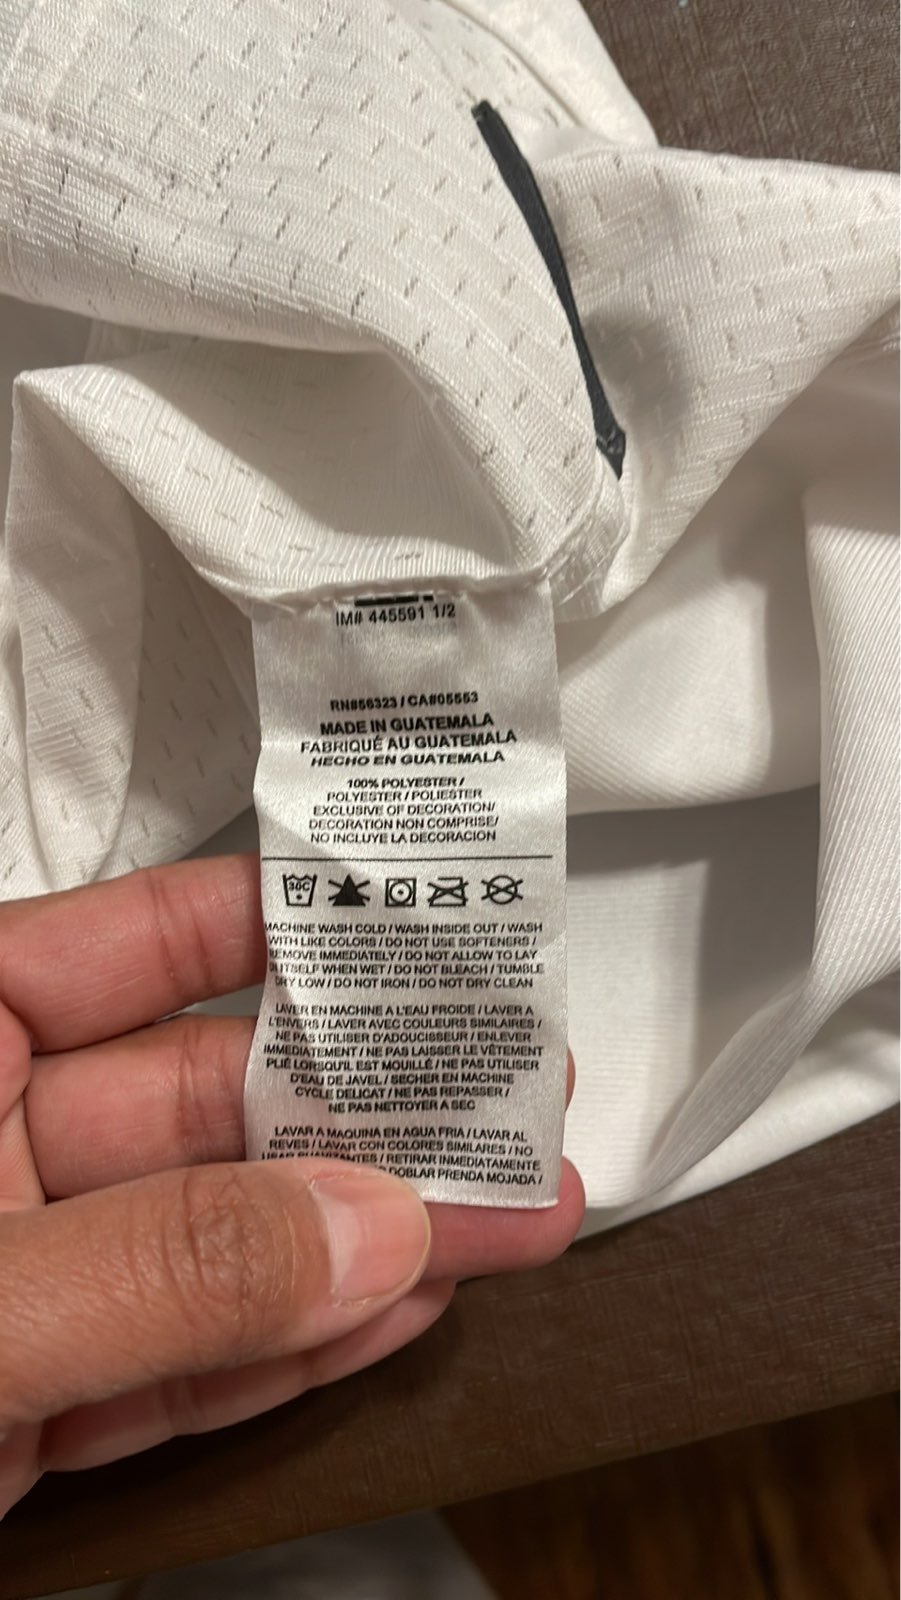 IM# 445591 1/2
RN#56323 / CA#05553
MADE IN GUATEMALA
FABRIQUÉ AU GUATEMALA
HECHO EN GUATEMALA
100% POLYESTER /
POLYESTER / POLIESTER
EXCLUSIVE OF DECORATION/
DECORATION NON COMPRISE/
NO INCLUYE LA DECORACION
30C
MACHINE WASH COLD / WASH INSIDE OUT / WASH
WITH LIKE COLORS / DO NOT USE SOFTENERS /
REMOVE IMMEDIATELY / DO NOT ALLOW TO LAY
ON ITSELF WHEN WET / DO NOT BLEACH / TUMBLE
DRY LOW / DO NOT IRON / DO NOT DRY CLEAN
LAVER EN MACHINE A L'EAU FROIDE / LAVER A
L'ENVERS / LAVER AVEC COULEURS SIMILAIRES /
NE PAS UTILISER D'ADOUCISSEUR / ENLEVER
IMMEDIATEMENT / NE PAS LAISSER LE VÊTEMENT
PLIÉ LORSQU'IL EST MOUILLÉ / NE PAS UTILISER
D'EAU DE JAVEL / SECHER EN MACHINE
CYCLE DELICAT / NE PAS REPASSER /
NE PAS NETTOYER A SEC
LAVAR A MAQUINA EN AGUA FRIA / LAVAR AL
REVES / LAVAR CON COLORES SIMILARES / NO
USAR SUAVIZANTES / RETIRAR INMEDIATAMENTE
DOBLAR PRENDA MOJADA /